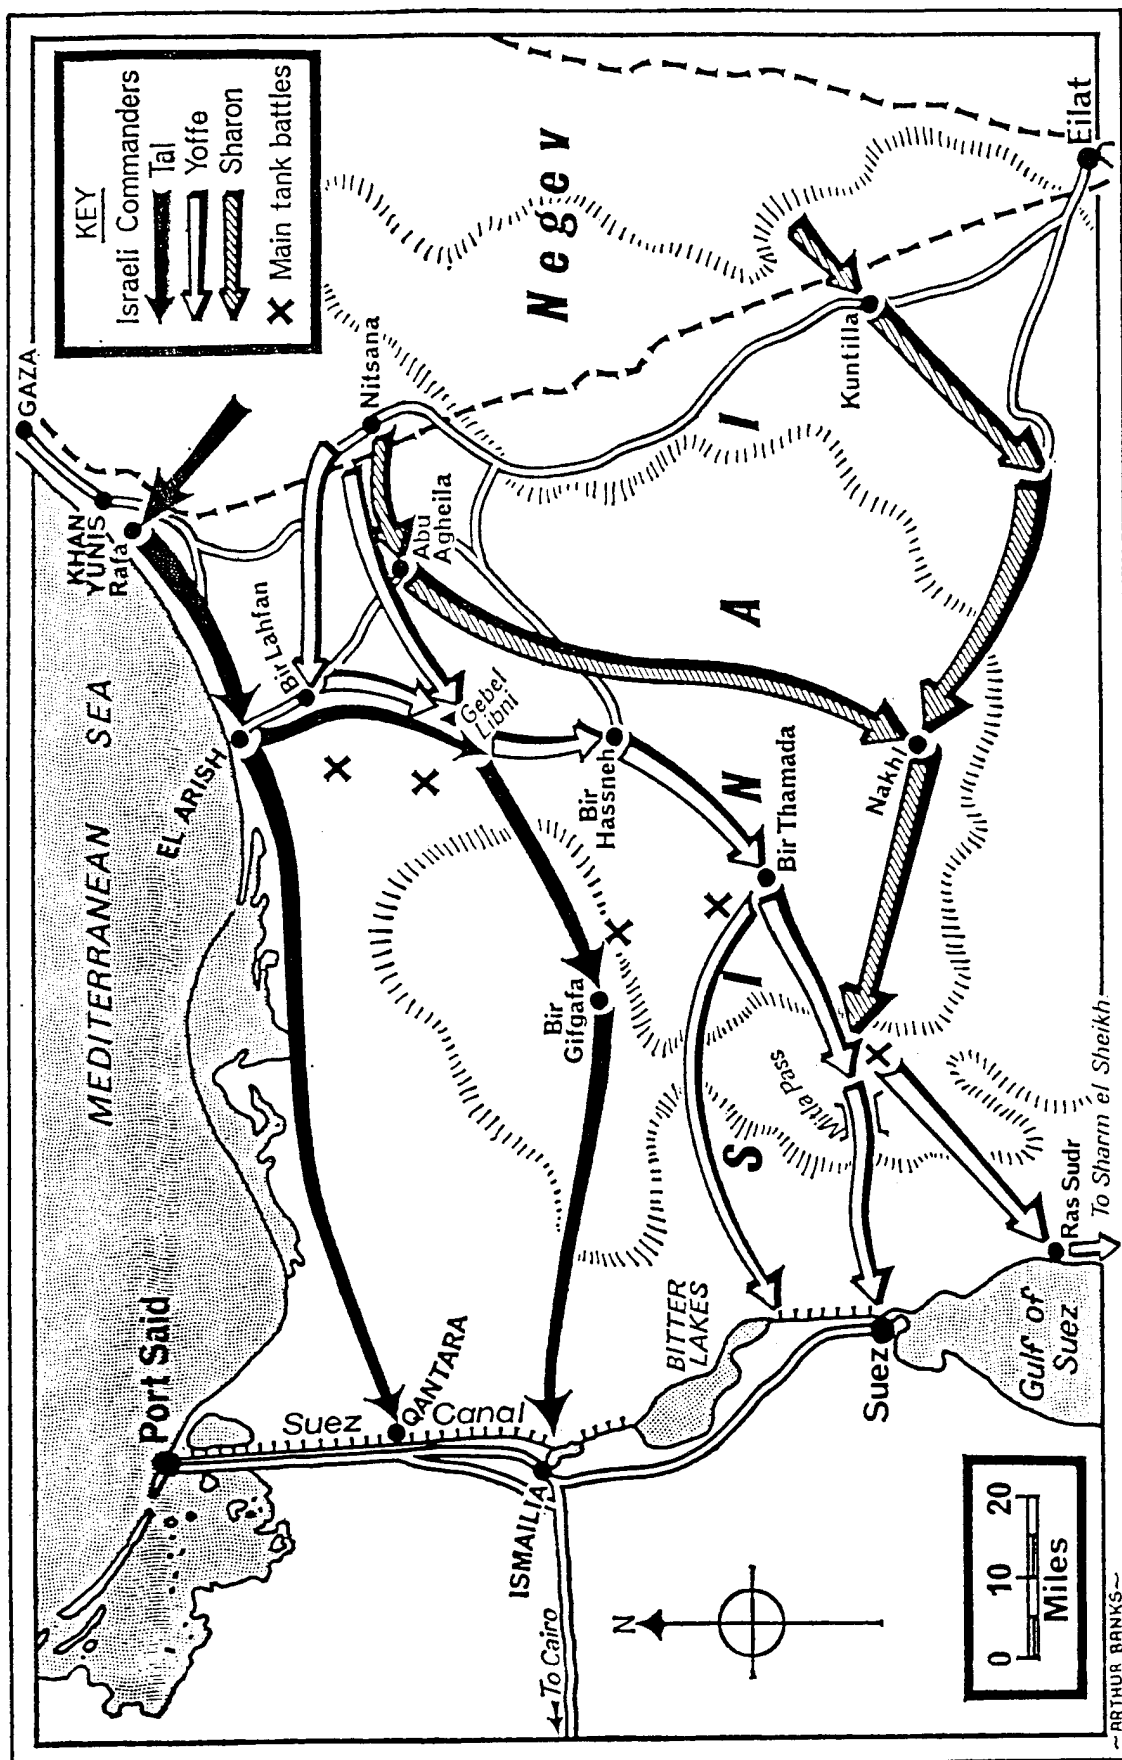 KEY
Israeli Commanders
Tal
Yoffe
Sharon
Main tank battles
GAZA
KHAN
YUNIS
Rafa
MEDITERRANEAN SEA
EL ARISH
Bir Lahfan
Nitsana
Abu
Agheila
Gebel
Libni
Negev
Port Said
Suez Canal
QANTARA
ISMAILIA
To Cairo
Bir
Gifgafa
Bir
Hassneh
Bir Thamada
SINAI
Kuntilla
Eilat
Nakhl
Mitla Pass
BITTER
LAKES
Suez
Gulf of
Suez
Ras Sudr
To Sharm el Sheikh
N
0 10 20
Miles
~ARTHUR BANKS~